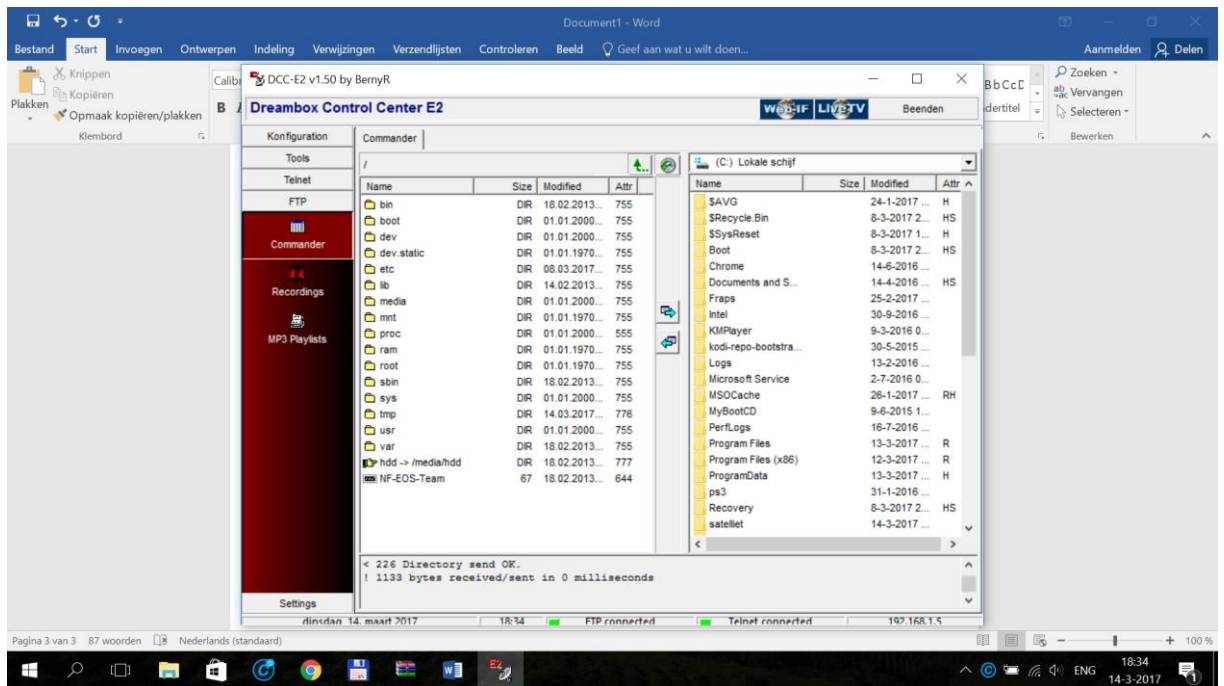 Document1 - Word
Bestand Start Invoegen Ontwerpen Indeling Verwijzingen Verzendlijsten Controleren Beeld Geef aan wat u wilt doen... Aanmelden Delen
Plakken
Knippen
Kopiëren
Opmaak kopiëren/plakken
Klembord
Calibr
B I
BbCcD
dertitel
Zoeken
Vervangen
Selecteren
Bewerken
DCC-E2 v1.50 by BernyR
Dreambox Control Center E2
Web-IF LiveTV Beenden
Konfiguration
Tools
Telnet
FTP
Commander
Recordings
MP3 Playlists
Settings
Commander
/
Name Size Modified Attr
bin DIR 18.02.2013... 755
boot DIR 01.01.2000... 755
dev DIR 01.01.2000... 755
dev.static DIR 01.01.1970... 755
etc DIR 08.03.2017... 755
lib DIR 14.02.2013... 755
media DIR 01.01.2000... 755
mnt DIR 01.01.1970... 755
proc DIR 01.01.2000... 555
ram DIR 01.01.1970... 755
root DIR 01.01.1970... 755
sbin DIR 18.02.2013... 755
sys DIR 01.01.2000... 755
tmp DIR 14.03.2017... 776
usr DIR 01.01.2000... 755
var DIR 18.02.2013... 755
hdd -> /media/hdd DIR 18.02.2013... 777
NF-EOS-Team 67 18.02.2013... 644
(C:) Lokale schijf
Name Size Modified Attr
$AVG 24-1-2017 ... H
$Recycle.Bin 8-3-2017 2... HS
$SysReset 8-3-2017 1... H
Boot 8-3-2017 2... HS
Chrome 14-6-2016 ...
Documents and S... 14-4-2016 ... HS
Fraps 25-2-2017 ...
Intel 30-9-2016 ...
KMPlayer 9-3-2016 0...
kodi-repo-bootstra... 30-5-2015 ...
Logs 13-2-2016 ...
Microsoft Service 2-7-2016 0...
MSOCache 26-1-2017 ... RH
MyBootCD 9-6-2015 1...
PerfLogs 16-7-2016 ...
Program Files 13-3-2017 ... R
Program Files (x86) 12-3-2017 ... R
ProgramData 13-3-2017 ... H
ps3 31-1-2016 ...
Recovery 8-3-2017 2... HS
satelliet 14-3-2017 ...
< 226 Directory send OK.
! 1133 bytes received/sent in 0 milliseconds
dinsdag 14. maart 2017 18:34 FTP connected Telnet connected 192.168.1.5
Pagina 3 van 3 87 woorden Nederlands (standaard) 100 %
ENG 18:34
14-3-2017